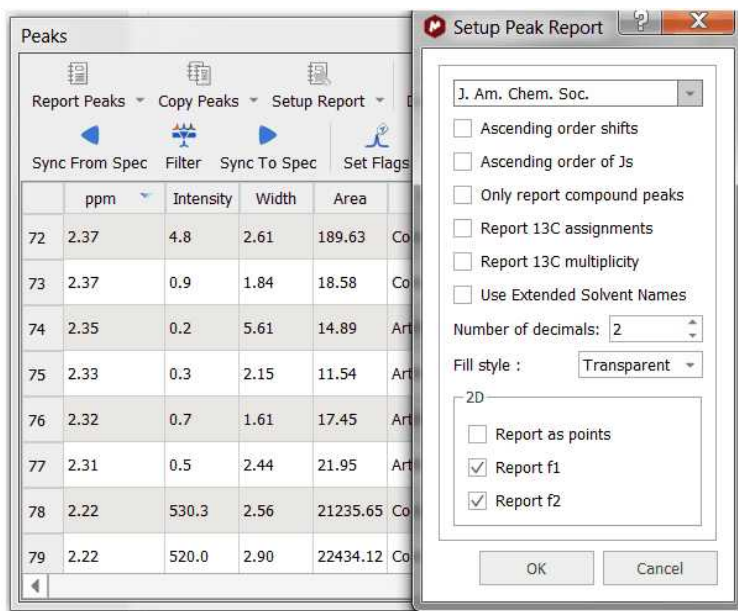 Peaks
Report Peaks Copy Peaks Setup Report
Sync From Spec Filter Sync To Spec Set Flags
ppm Intensity Width Area
72 2.37 4.8 2.61 189.63 Co
73 2.37 0.9 1.84 18.58 Co
74 2.35 0.2 5.61 14.89 Art
75 2.33 0.3 2.15 11.54 Art
76 2.32 0.7 1.61 17.45 Art
77 2.31 0.5 2.44 21.95 Art
78 2.22 530.3 2.56 21235.65 Co
79 2.22 520.0 2.90 22434.12 Co
Setup Peak Report ? X
J. Am. Chem. Soc.
Ascending order shifts
Ascending order of Js
Only report compound peaks
Report 13C assignments
Report 13C multiplicity
Use Extended Solvent Names
Number of decimals: 2
Fill style : Transparent
2D
Report as points
Report f1
Report f2
OK Cancel